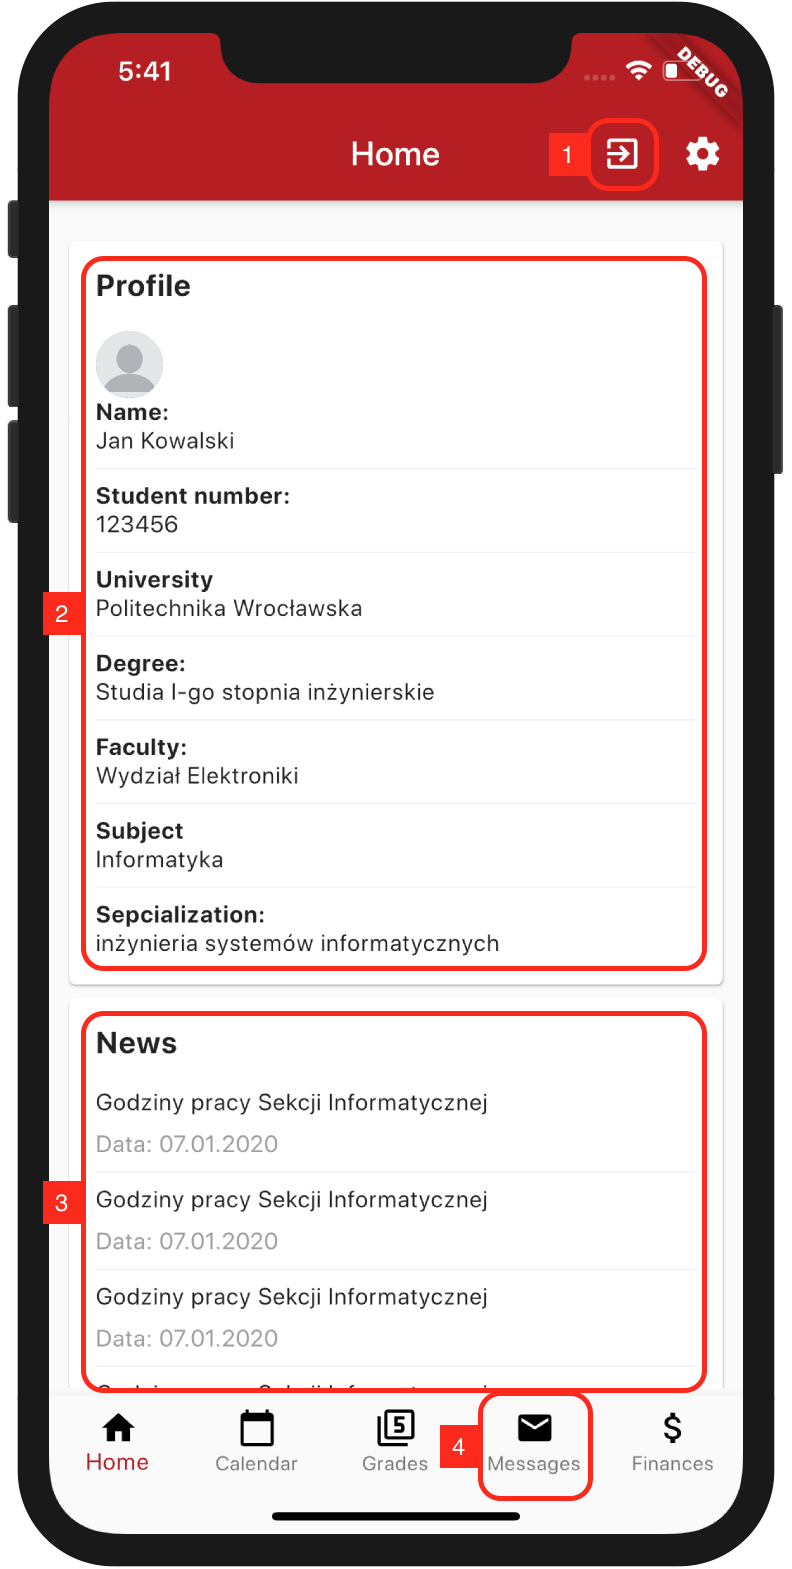 5:41
DEBUG
Home
1
Profile
Name:
Jan Kowalski
Student number:
123456
University
Politechnika Wrocławska
2
Degree:
Studia I-go stopnia inżynierskie
Faculty:
Wydział Elektroniki
Subject
Informatyka
Sepcialization:
inżynieria systemów informatycznych
News
Godziny pracy Sekcji Informatycznej
Data: 07.01.2020
3
Godziny pracy Sekcji Informatycznej
Data: 07.01.2020
Godziny pracy Sekcji Informatycznej
Data: 07.01.2020
5
4
Home
Calendar
Grades
Messages
Finances